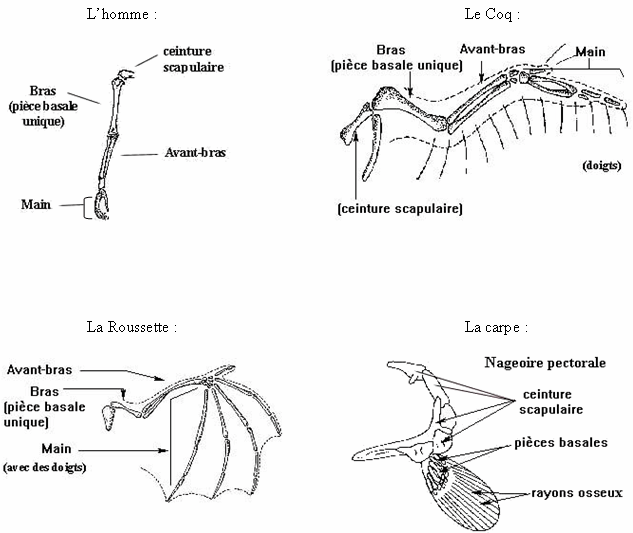 L'homme :
ceinture
scapulaire
Bras
(pièce basale
unique)
Avant-bras
Main
Le Coq :
Bras
(pièce basale unique)
Avant-bras
Main
(doigts)
(ceinture scapulaire)
La Roussette :
Avant-bras
Bras
(pièce basale
unique)
Main
(avec des doigts)
La carpe :
Nageoire pectorale
ceinture
scapulaire
pièces basales
rayons osseux